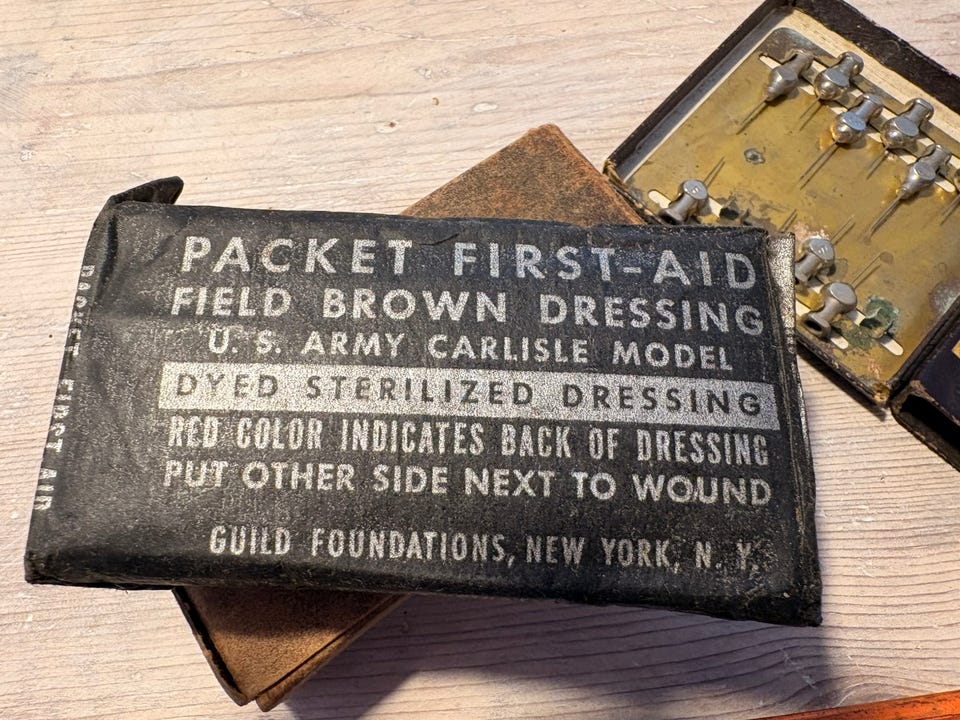 PACKET FIRST-AID
FIELD BROWN DRESSING
U. S. ARMY CARLISLE MODEL
DYED STERILIZED DRESSING
RED COLOR INDICATES BACK OF DRESSING
PUT OTHER SIDE NEXT TO WOUND
GUILD FOUNDATIONS, NEW YORK, N. Y.
PACKET FIRST AID